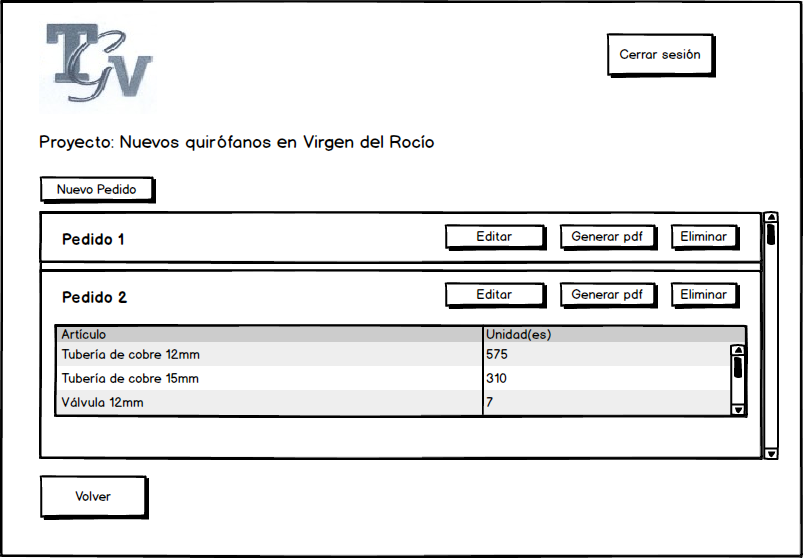 TGV
Cerrar sesión
Proyecto: Nuevos quirófanos en Virgen del Rocío
Nuevo Pedido
Pedido 1 Editar Generar pdf Eliminar
Pedido 2 Editar Generar pdf Eliminar
Artículo Unidad(es)
Tubería de cobre 12mm 575
Tubería de cobre 15mm 310
Válvula 12mm 7
Volver